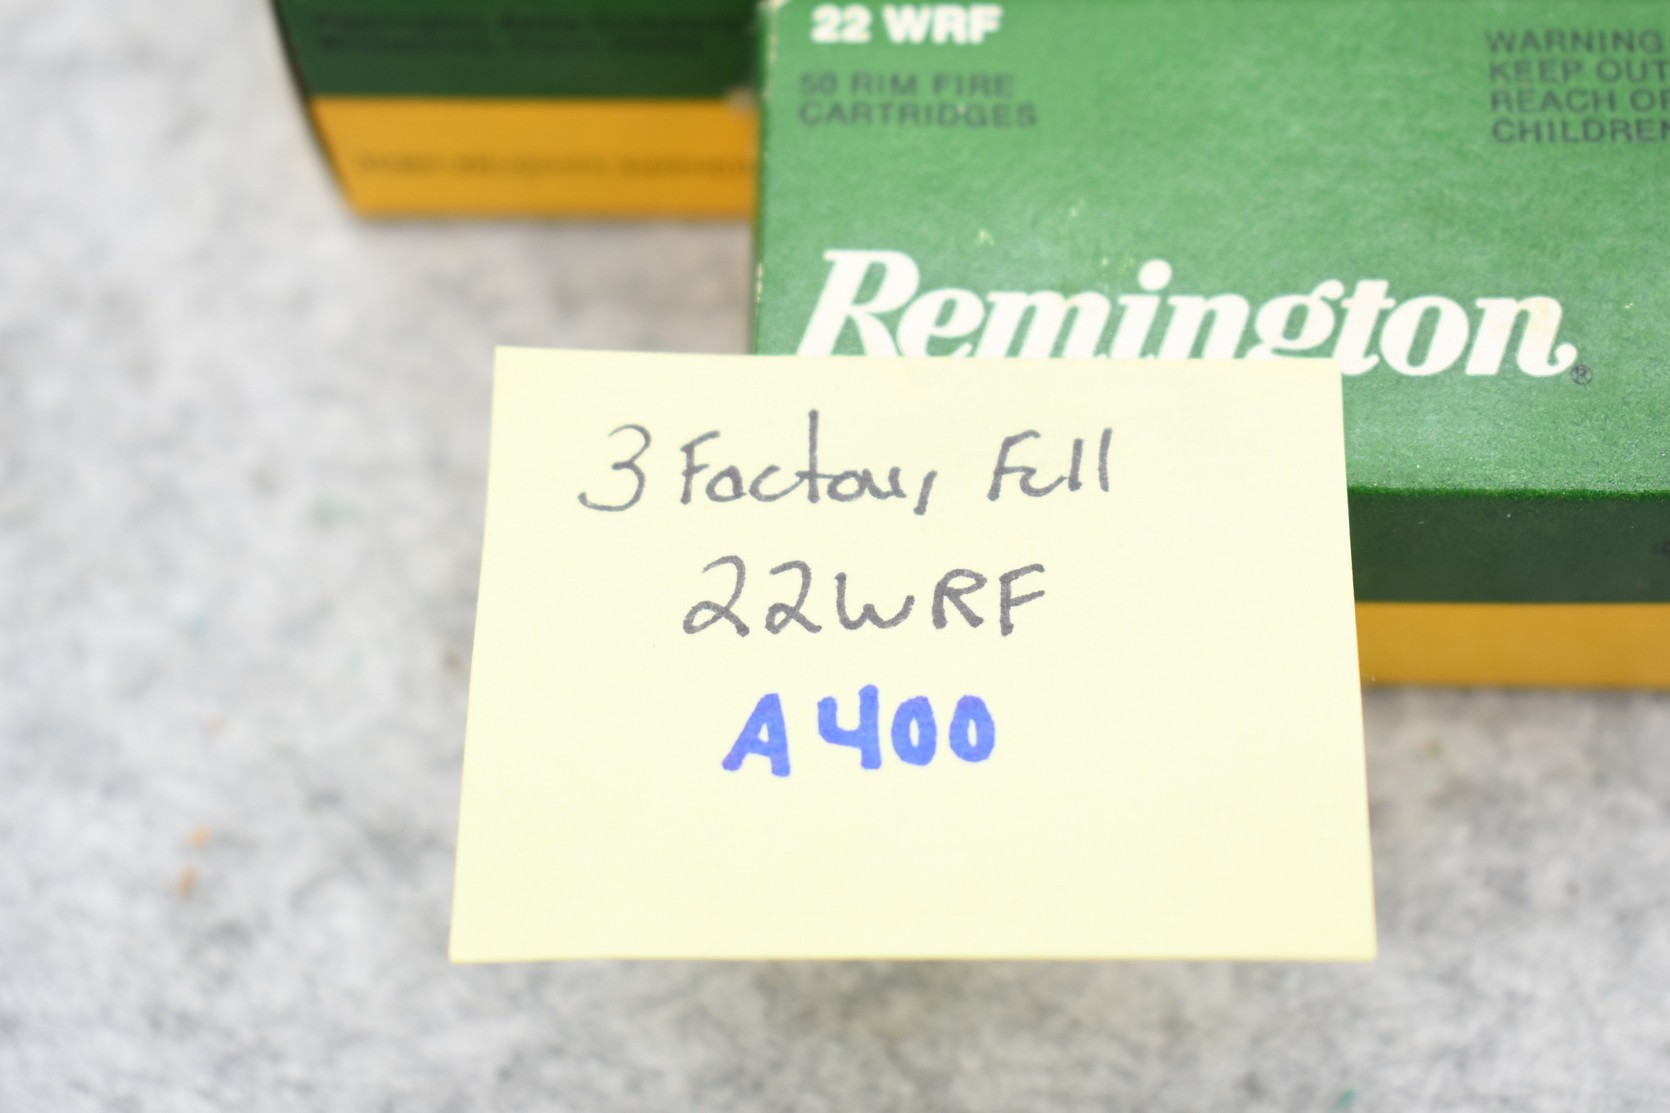 22 WRF
50 RIM FIRE
CARTRIDGES
WARNING
KEEP OUT
REACH OF
CHILDREN
Remington®
3 Factory Full
22WRF
A400